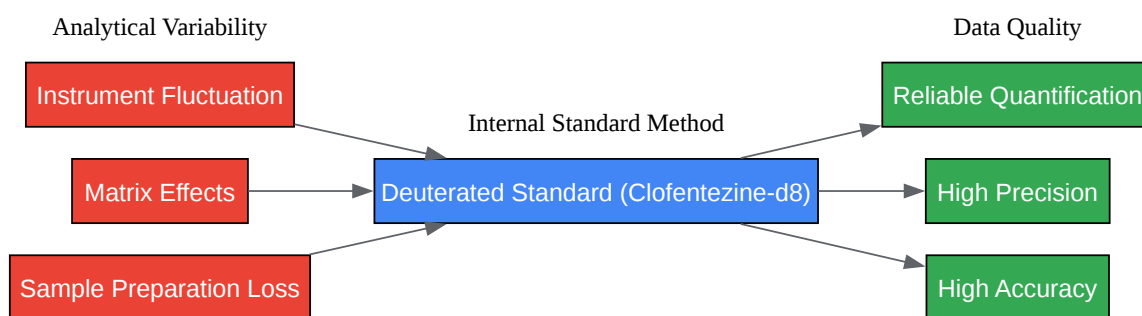 Analytical Variability
Instrument Fluctuation
Matrix Effects
Sample Preparation Loss
Internal Standard Method
Deuterated Standard (Clofentezine-d8)
Data Quality
Reliable Quantification
High Precision
High Accuracy